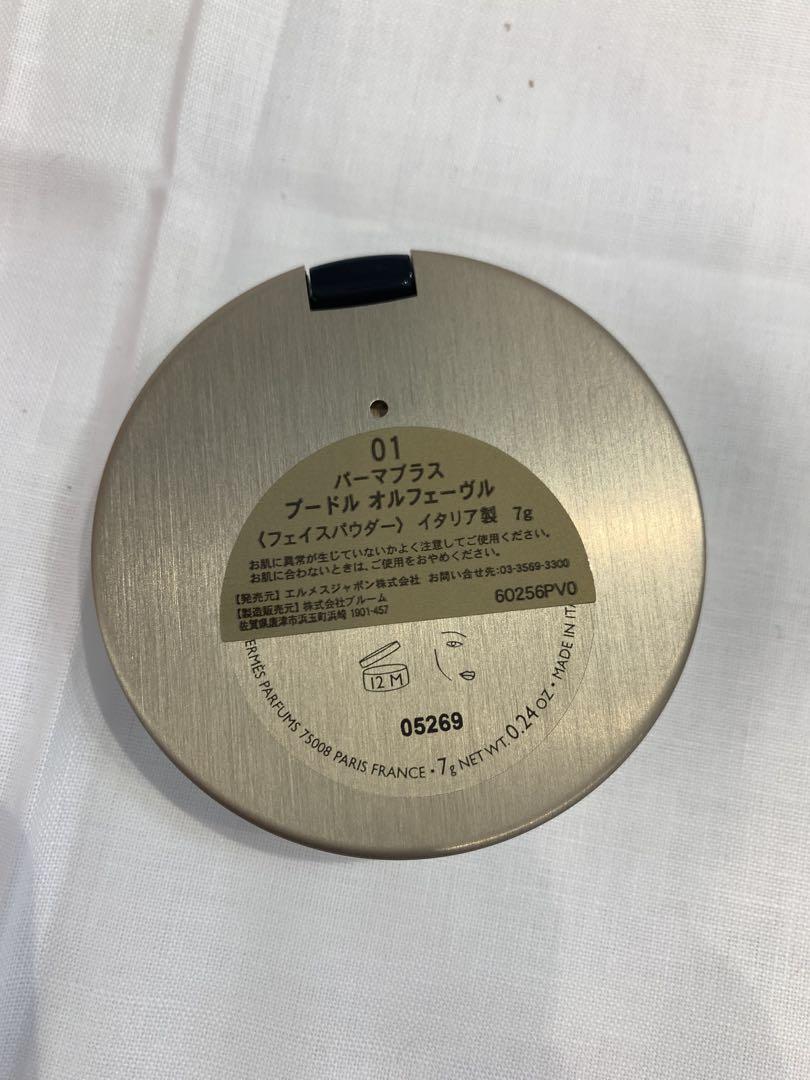 01
パーマブラス
プードル オルフェーヴル
〈フェイスパウダー〉 イタリア製 7g
お肌に異常が生じていないかよく注意してご使用ください。
お肌に合わないときは、ご使用をおやめください。
【発売元】エルメスジャポン株式会社 お問い合せ先:03-3569-3300
【製造販売元】株式会社ブルーム
佐賀県唐津市浜玉町浜崎 1901-457
60256PV0
12 M
05269
HERMÈS PARFUMS 75008 PARIS FRANCE · 7g NET WT. 0.24 OZ · MADE IN ITA